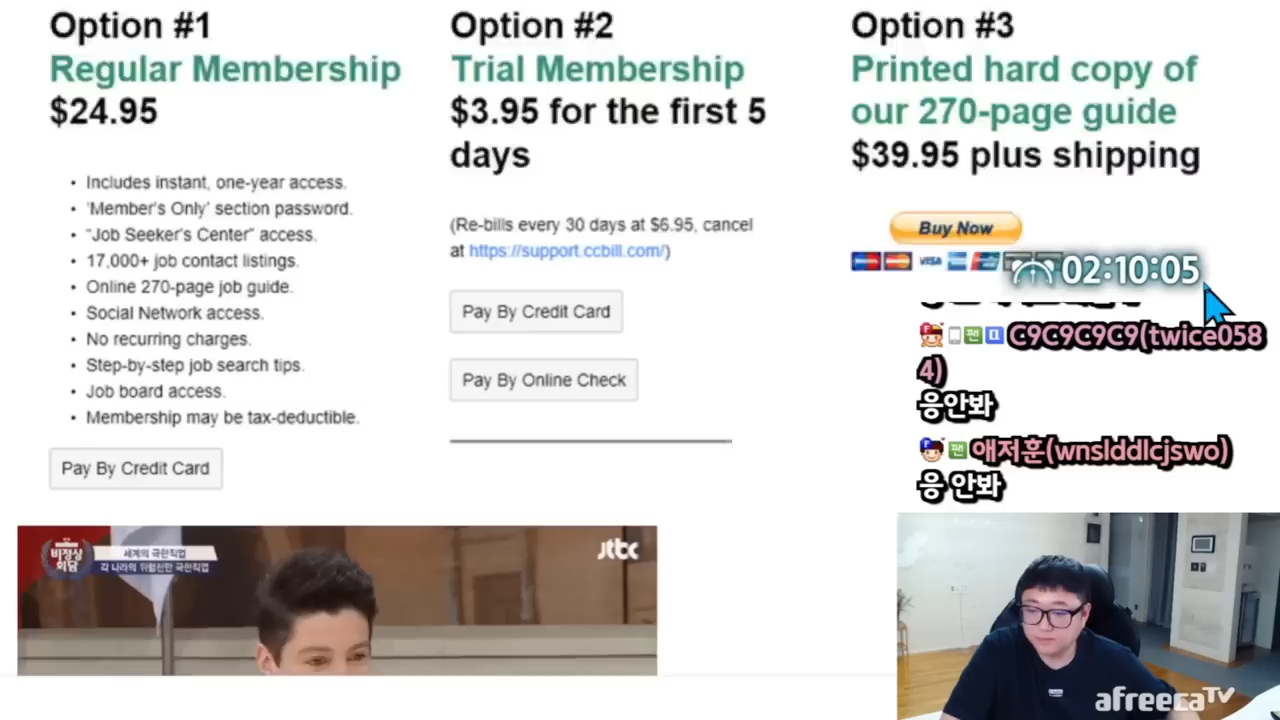 Option #1
Regular Membership
$24.95
• Includes instant, one-year access.
• 'Member's Only' section password.
• "Job Seeker's Center" access.
• 17,000+ job contact listings.
• Online 270-page job guide.
• Social Network access.
• No recurring charges.
• Step-by-step job search tips.
• Job board access.
• Membership may be tax-deductible.
Pay By Credit Card
Option #2
Trial Membership
$3.95 for the first 5
days
(Re-bills every 30 days at $6.95, cancel
at https://support.ccbill.com/)
Pay By Credit Card
Pay By Online Check
Option #3
Printed hard copy of
our 270-page guide
$39.95 plus shipping
Buy Now
VISA
02:10:05
팬 C9C9C9C9(twice058
4)
응안봐
팬 애저훈(wnslddlcjswo)
응 안봐
비정상
회담
세계의 극한직업
각 나라의 위험천만 극한직업
jtbc
afreecaTV